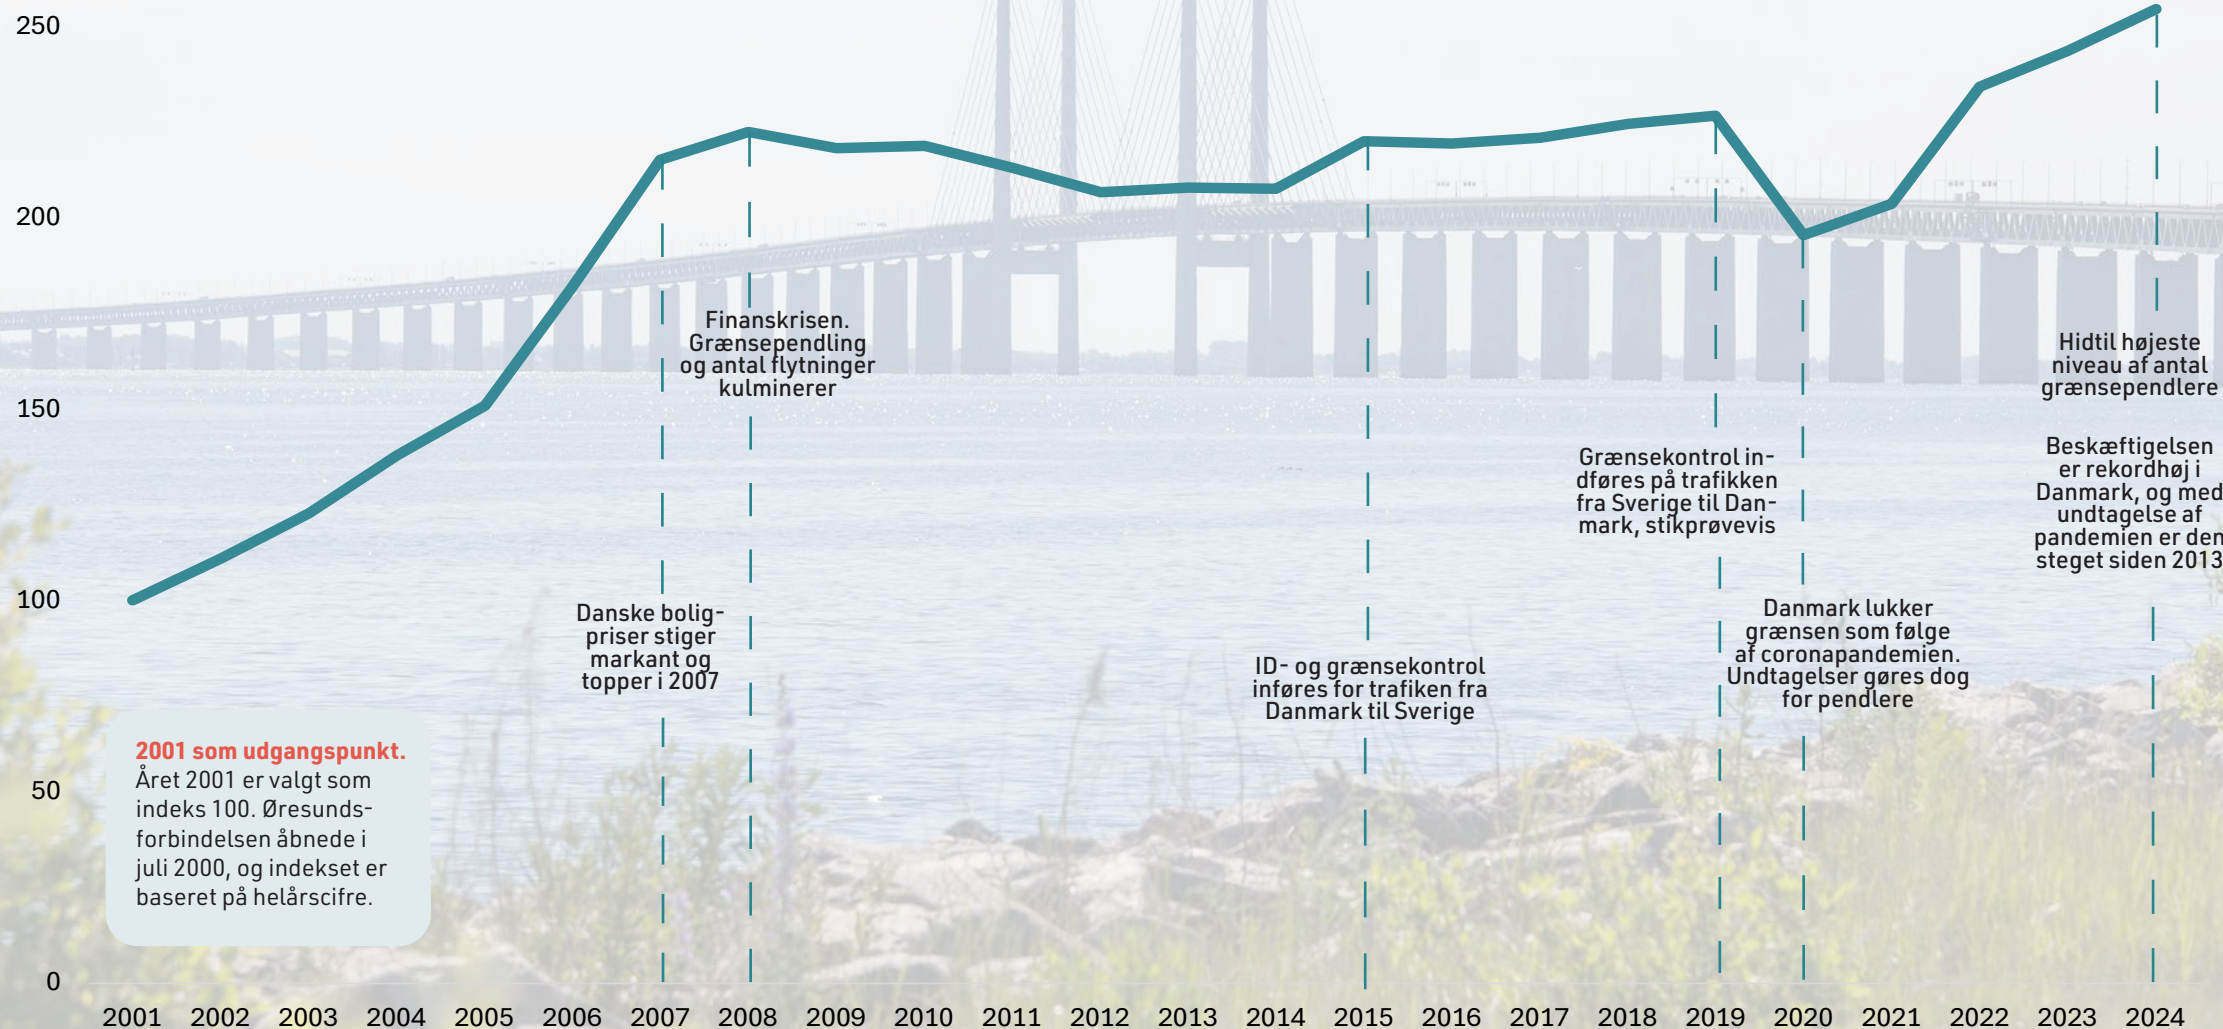 250
200
150
100
50
0
Finanskrisen.
Grænsependling
og antal flytninger
kulminerer
Hidtil højeste
niveau af antal
grænsependlere
Grænsekontrol in-
dføres på trafikken
fra Sverige til Dan-
mark, stikprøvevis
Beskæftigelsen
er rekordhøj i
Danmark, og med
undtagelse af
pandemien er den
steget siden 2013
Danske bolig-
priser stiger
markant og
topper i 2007
Danmark lukker
grænsen som følge
af coronapandemien.
Undtagelser gøres dog
for pendlere
ID- og grænsekontrol
inføres for trafiken fra
Danmark til Sverige
2001 som udgangspunkt.
Året 2001 er valgt som
indeks 100. Øresunds-
forbindelsen åbnede i
juli 2000, og indekset er
baseret på helårscifre.
2001 2002 2003 2004 2005 2006 2007 2008 2009 2010 2011 2012 2013 2014 2015 2016 2017 2018 2019 2020 2021 2022 2023 2024